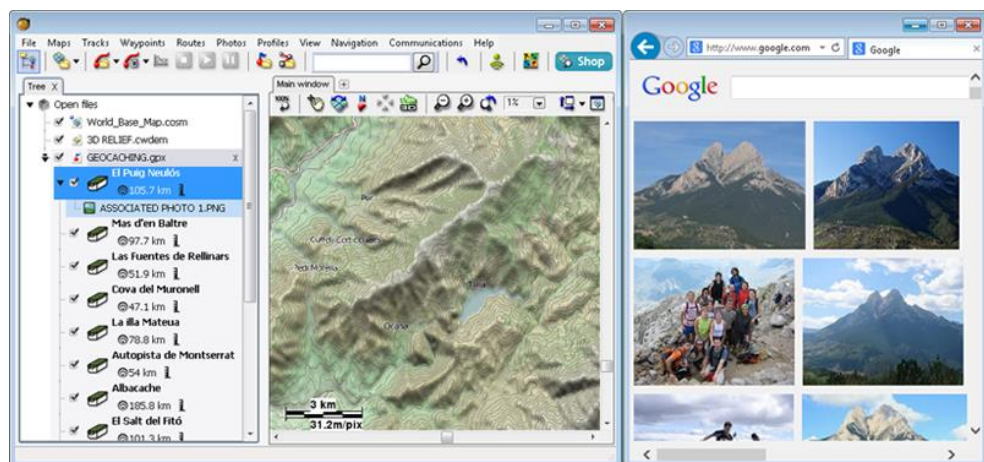 File Maps Tracks Waypoints Routes Photos Profiles View Navigation Communications Help
Shop
Tree X
Open files
World_Base_Map.cosm
3D RELIEF.cwdem
GEOCACHING.gpx x
El Puig Neulós
105.7 km
ASSOCIATED PHOTO 1.PNG
Mas d'en Baltre
97.7 km
Las Fuentes de Rellinars
51.9 km
Cova del Muronell
47.1 km
La illa Mateua
78.8 km
Autopista de Montserrat
54 km
Albacache
185.8 km
El Salt del Fitó
101.3 km
Main window
100%
1%
3 km
31.2m/pix
http://www.google.com
Google
Google